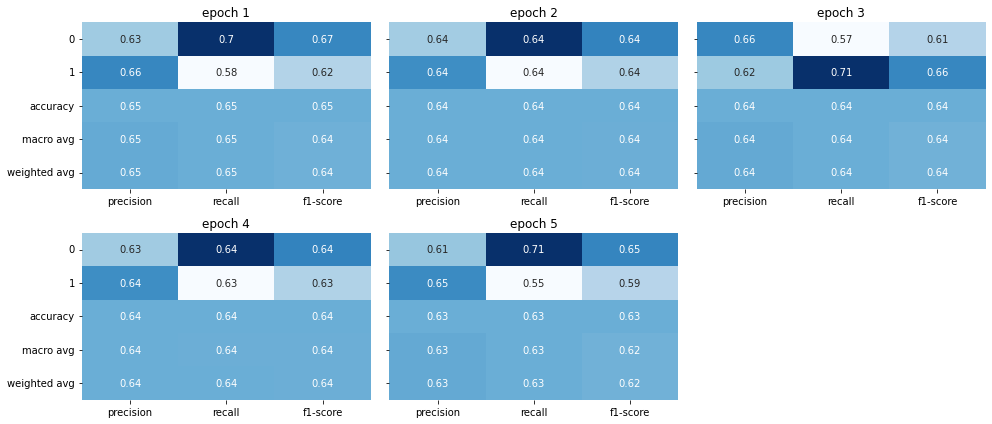 epoch 1 epoch 2 epoch 3
0 0.63 0.7 0.67 0.64 0.64 0.64 0.66 0.57 0.61
1 0.66 0.58 0.62 0.64 0.64 0.64 0.62 0.71 0.66
accuracy 0.65 0.65 0.65 0.64 0.64 0.64 0.64 0.64 0.64
macro avg 0.65 0.65 0.64 0.64 0.64 0.64 0.64 0.64 0.64
weighted avg 0.65 0.65 0.64 0.64 0.64 0.64 0.64 0.64 0.64
precision recall f1-score precision recall f1-score precision recall f1-score
epoch 4 epoch 5
0 0.63 0.64 0.64 0.61 0.71 0.65
1 0.64 0.63 0.63 0.65 0.55 0.59
accuracy 0.64 0.64 0.64 0.63 0.63 0.63
macro avg 0.64 0.64 0.64 0.63 0.63 0.62
weighted avg 0.64 0.64 0.64 0.63 0.63 0.62
precision recall f1-score precision recall f1-score